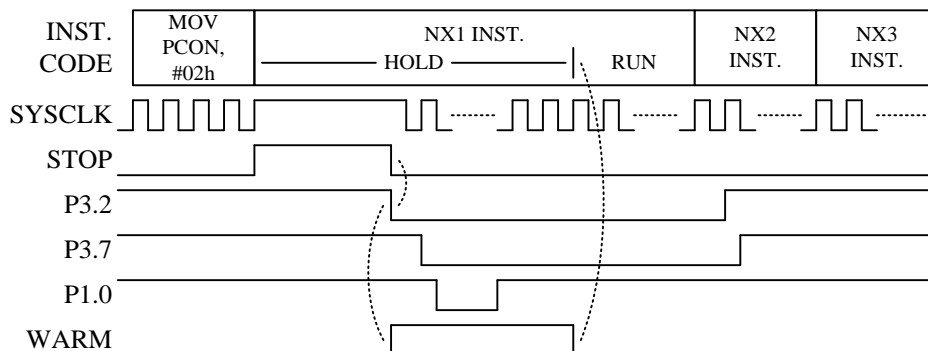 INST.
CODE
MOV
PCON,
#02h
NX1 INST.
HOLD
RUN
NX2
INST.
NX3
INST.
SYSCLK
STOP
P3.2
P3.7
P1.0
WARM